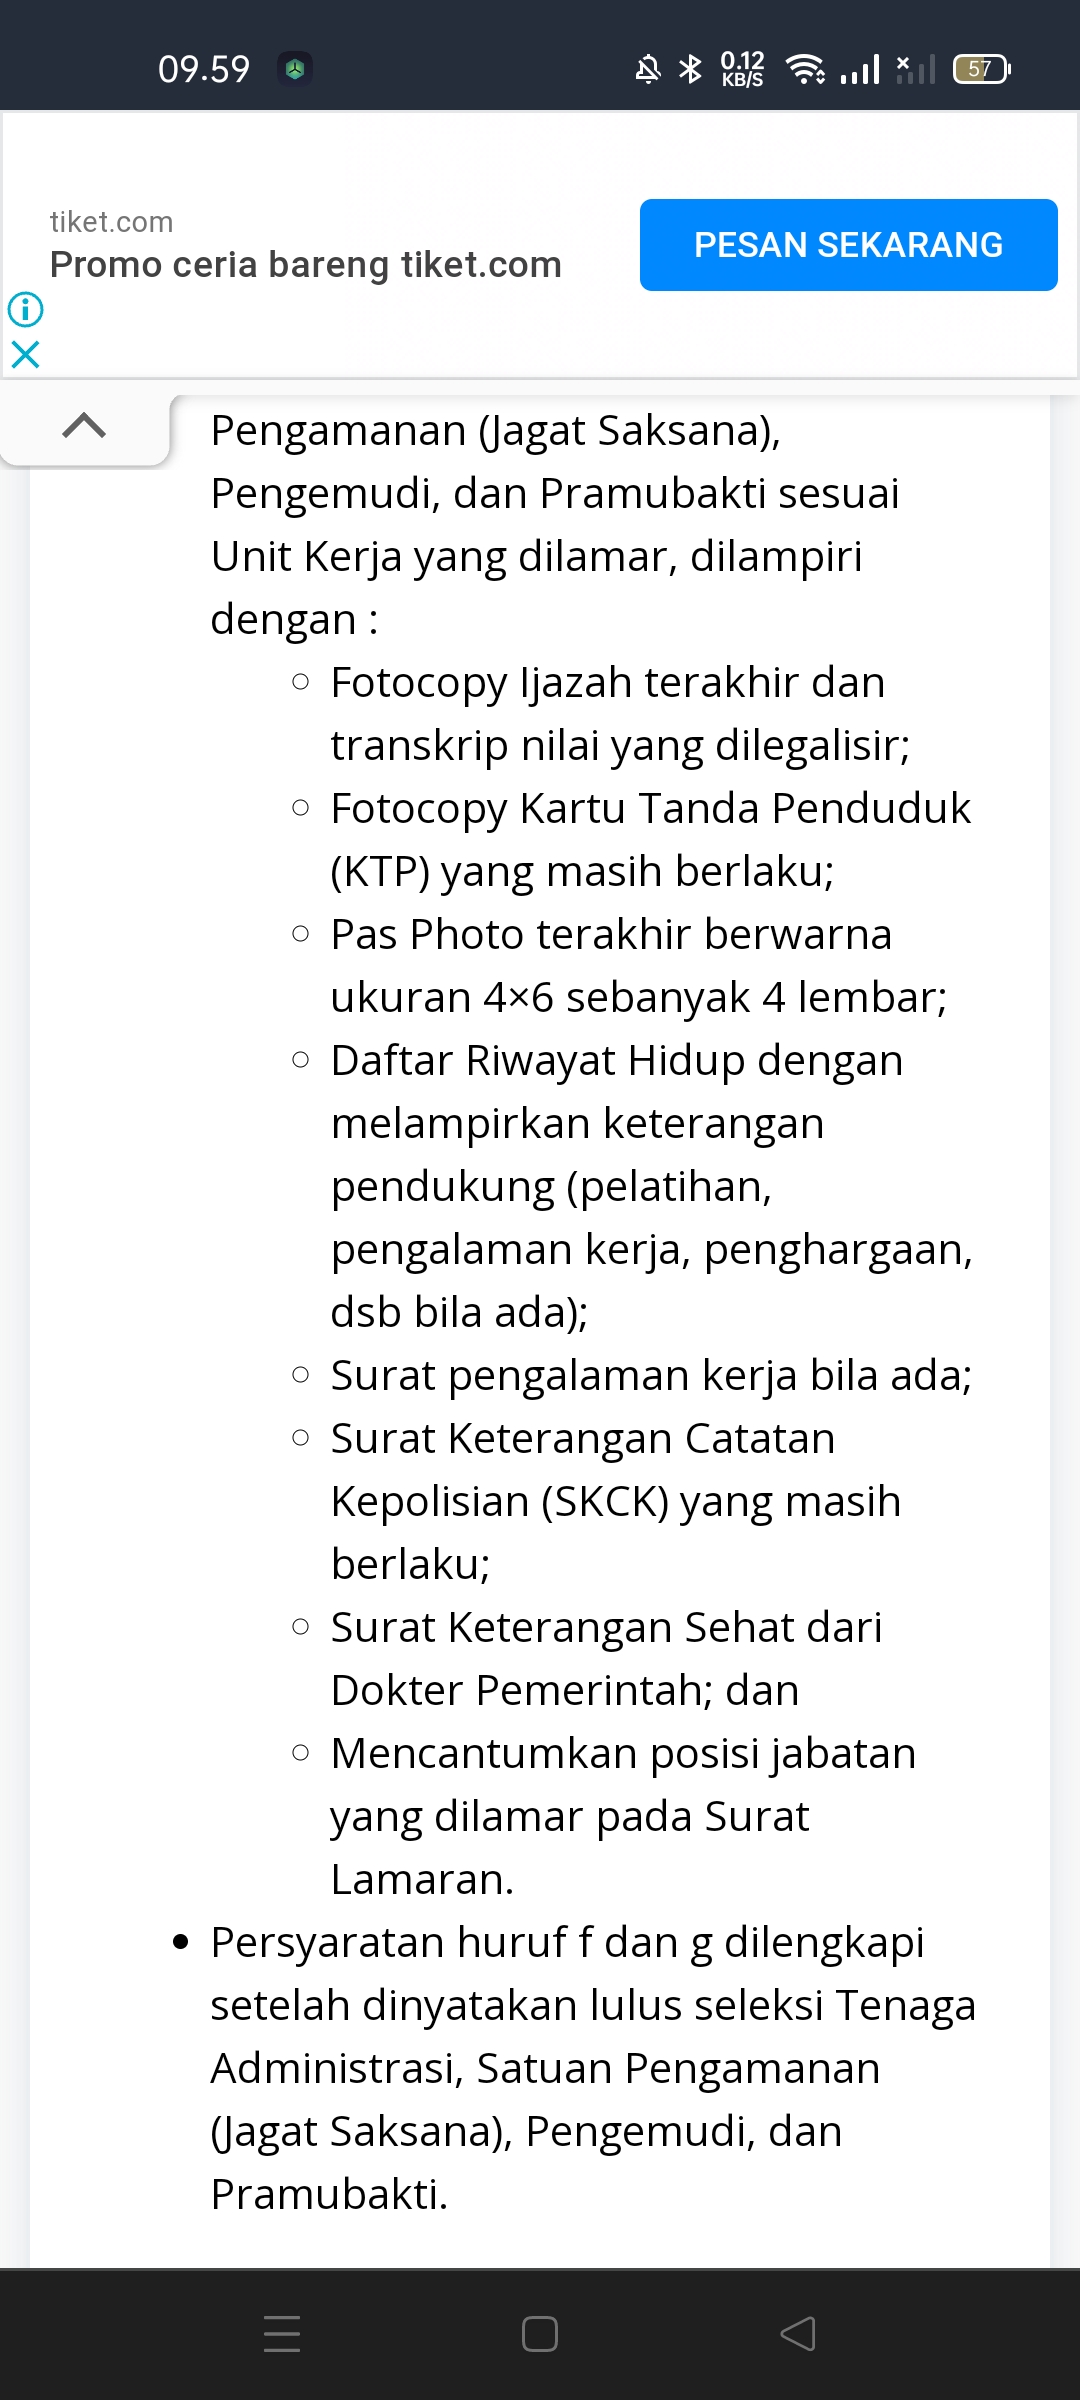 09.59
0.12
KB/S
57
tiket.com
Promo ceria bareng tiket.com
PESAN SEKARANG
Pengamanan (Jagat Saksana),
Pengemudi, dan Pramubakti sesuai
Unit Kerja yang dilamar, dilampiri
dengan :
Fotocopy Ijazah terakhir dan
transkrip nilai yang dilegalisir;
Fotocopy Kartu Tanda Penduduk
(KTP) yang masih berlaku;
Pas Photo terakhir berwarna
ukuran 4×6 sebanyak 4 lembar;
Daftar Riwayat Hidup dengan
melampirkan keterangan
pendukung (pelatihan,
pengalaman kerja, penghargaan,
dsb bila ada);
Surat pengalaman kerja bila ada;
Surat Keterangan Catatan
Kepolisian (SKCK) yang masih
berlaku;
Surat Keterangan Sehat dari
Dokter Pemerintah; dan
Mencantumkan posisi jabatan
yang dilamar pada Surat
Lamaran.
Persyaratan huruf f dan g dilengkapi
setelah dinyatakan lulus seleksi Tenaga
Administrasi, Satuan Pengamanan
(Jagat Saksana), Pengemudi, dan
Pramubakti.